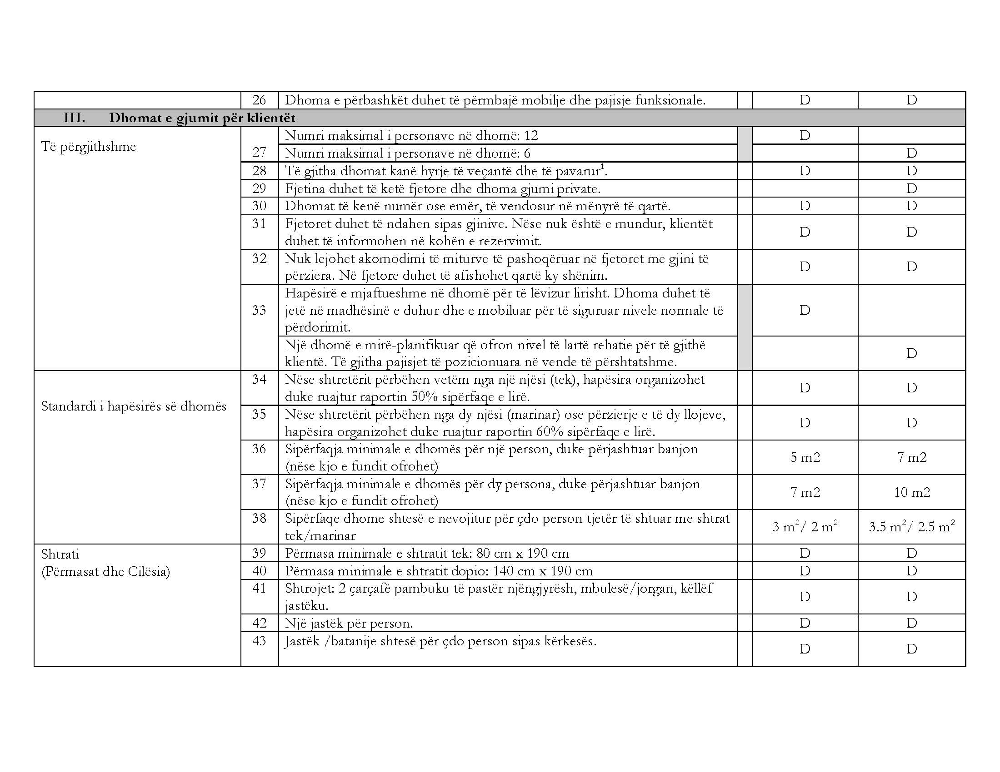 26 Dhoma e përbashkët duhet të përmbajë mobilje dhe pajisje funksionale. D D
III. Dhomat e gjumit për klientët
Të përgjithshme
27
Numri maksimal i personave në dhomë: 12 D
Numri maksimal i personave në dhomë: 6 D
28 Të gjitha dhomat kanë hyrje të veçantë dhe të pavarur¹. D D
29 Fjetina duhet të ketë fjetore dhe dhoma gjumi private. D
30 Dhomat të kenë numër ose emër, të vendosur në mënyrë të qartë. D D
31 Fjetoret duhet të ndahen sipas gjinive. Nëse nuk është e mundur, klientët
duhet të informohen në kohën e rezervimit. D D
32 Nuk lejohet akomodimi të miturve të pashoqëruar në fjetoret me gjini të
përziera. Në fjetore duhet të afishohet qartë ky shënim. D D
33 Hapësirë e mjaftueshme në dhomë për të lëvizur lirisht. Dhoma duhet të
jetë në madhësinë e duhur dhe e mobiluar për të siguruar nivele normale të
përdorimit. D
Një dhomë e mirë-planifikuar që ofron nivel të lartë rehatie për të gjithë
klientë. Të gjitha pajisjet të pozicionuara në vende të përshtatshme. D
Standardi i hapësirës së dhomës
34 Nëse shtretërit përbëhen vetëm nga një njësi (tek), hapësira organizohet
duke ruajtur raportin 50% sipërfaqe e lirë. D D
35 Nëse shtretërit përbëhen nga dy njësi (marinar) ose përzierje e të dy llojeve,
hapësira organizohet duke ruajtur raportin 60% sipërfaqe e lirë. D D
36 Sipërfaqja minimale e dhomës për një person, duke përjashtuar banjon
(nëse kjo e fundit ofrohet) 5 m2 7 m2
37 Sipërfaqja minimale e dhomës për dy persona, duke përjashtuar banjon
(nëse kjo e fundit ofrohet) 7 m2 10 m2
38 Sipërfaqe dhome shtesë e nevojitur për çdo person tjetër të shtuar me shtrat
tek/marinar 3 m²/ 2 m² 3.5 m²/ 2.5 m²
Shtrati
(Përmasat dhe Cilësia)
39 Përmasa minimale e shtratit tek: 80 cm x 190 cm D D
40 Përmasa minimale e shtratit dopio: 140 cm x 190 cm D D
41 Shtrojet: 2 çarçafë pambuku të pastër njëngjyrësh, mbulesë/jorgan, këllëf
jastëku. D D
42 Një jastëk për person. D D
43 Jastëk /batanije shtesë për çdo person sipas kërkesës. D D